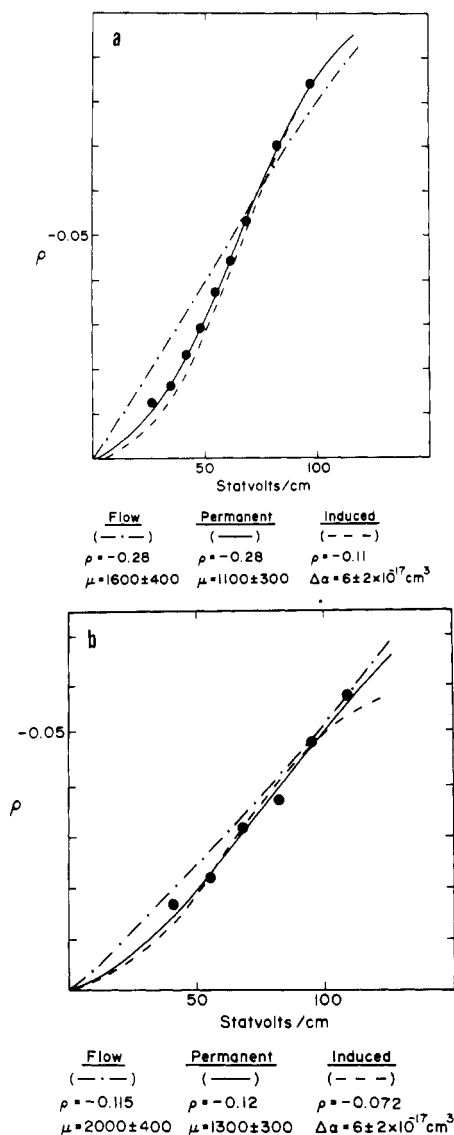 a
-0.05
ρ
50 100
Statvolts/cm
Flow Permanent Induced
(—·—) (——) (- - -)
ρ = -0.28 ρ = -0.28 ρ = -0.11
μ = 1600±400 μ = 1100±300 Δα = 6±2×10⁻¹⁷cm³
b
-0.05
ρ
50 100
Statvolts/cm
Flow Permanent Induced
(—·—) (——) (- - -)
ρ = -0.115 ρ = -0.12 ρ = -0.072
μ = 2000±400 μ = 1300±300 Δα = 6±2×10⁻¹⁷cm³